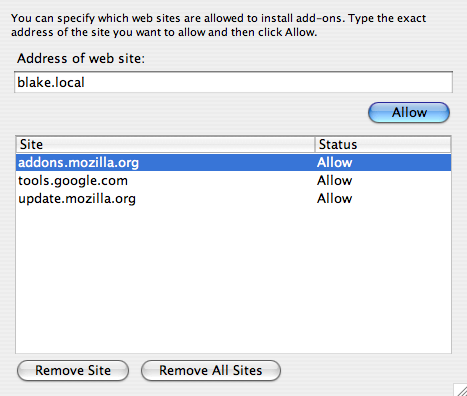 You can specify which web sites are allowed to install add-ons. Type the exact
address of the site you want to allow and then click Allow.
Address of web site:
blake.local
Allow
Site Status
addons.mozilla.org Allow
tools.google.com Allow
update.mozilla.org Allow
Remove Site Remove All Sites